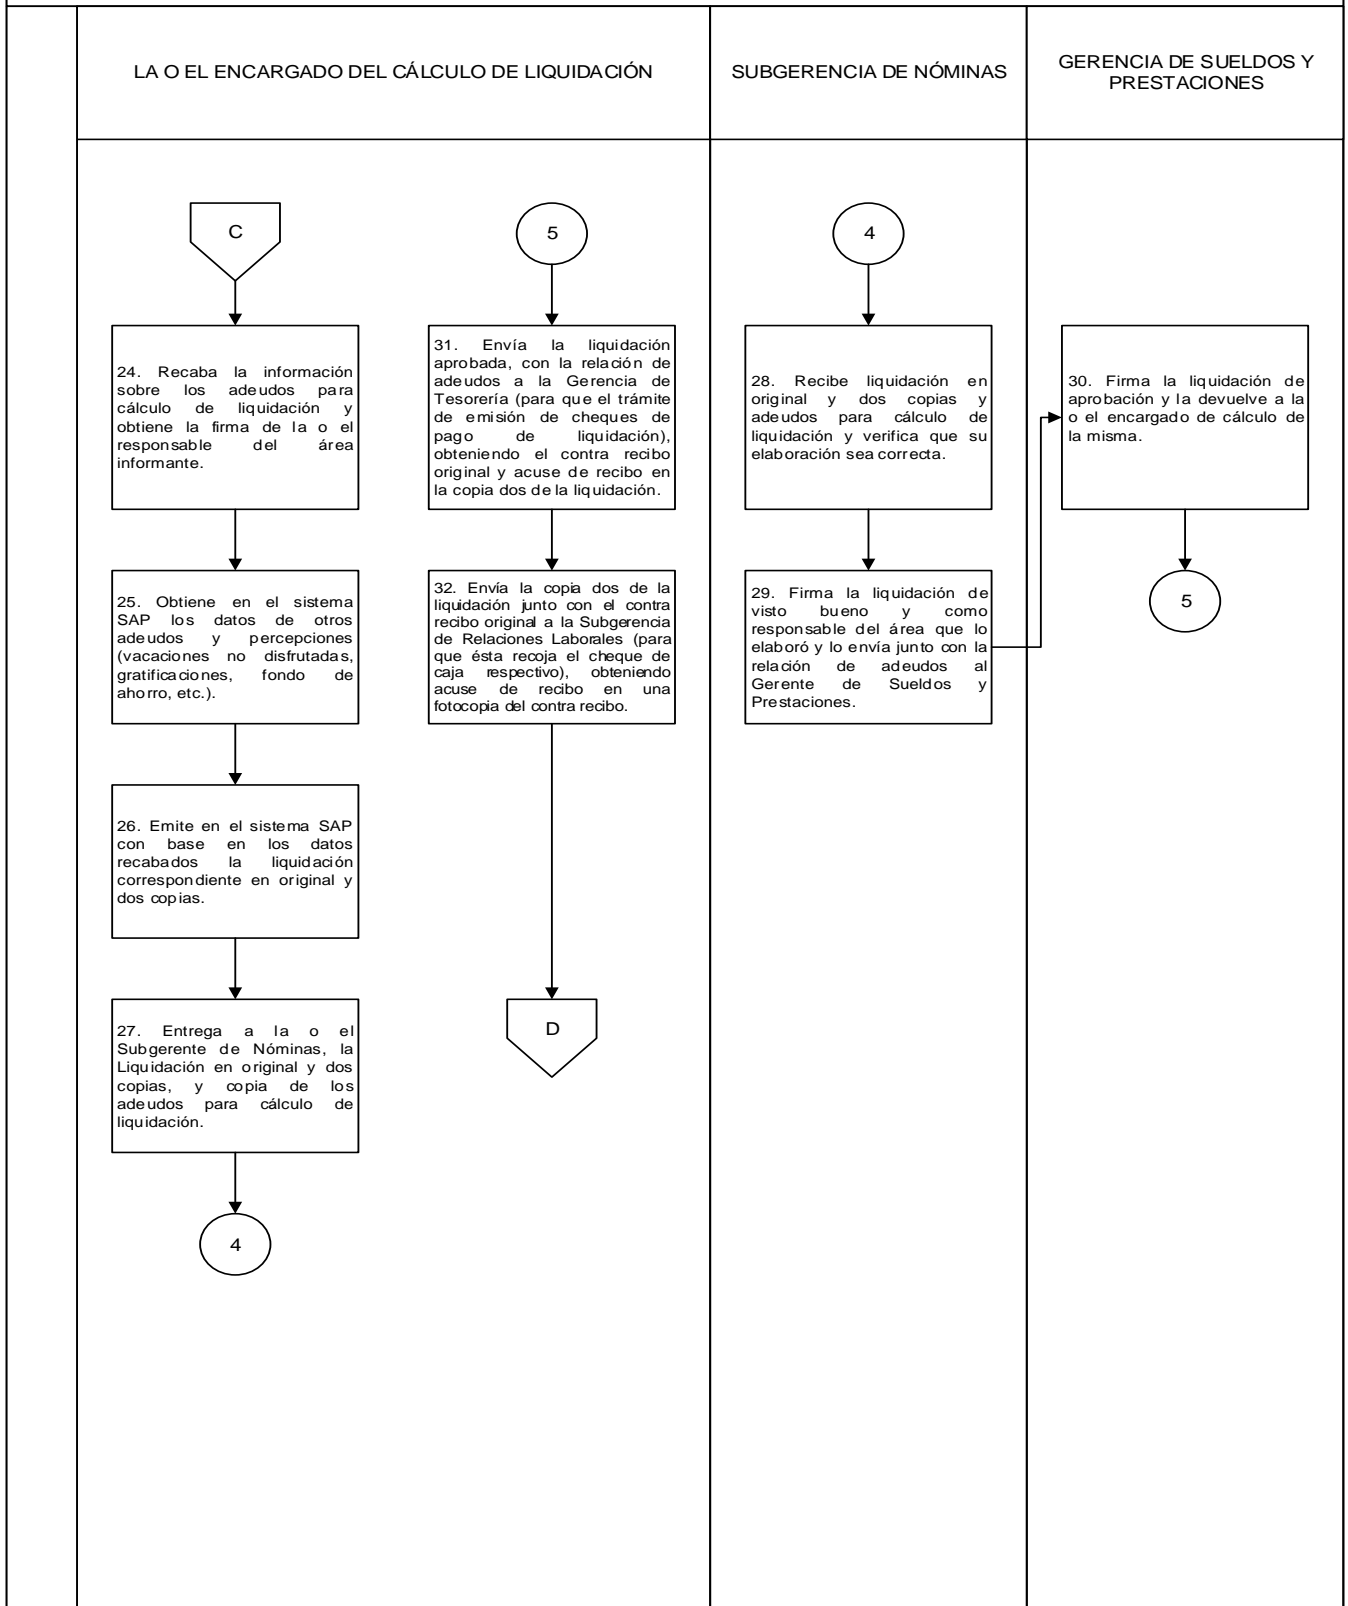 LA O EL ENCARGADO DEL CÁLCULO DE LIQUIDACIÓN
SUBGERENCIA DE NÓMINAS
GERENCIA DE SUELDOS Y
PRESTACIONES
C
24. Recaba la información
sobre los adeudos para
cálculo de liquidación y
obtiene la firma de la o el
responsable del área
informante.
25. Obtiene en el sistema
SAP los datos de otros
adeudos y percepciones
(vacaciones no disfrutadas,
gratificaciones, fondo de
ahorro, etc.).
26. Emite en el sistema SAP
con base en los datos
recabados la liquidación
correspondiente en original y
dos copias.
27. Entrega a la o el
Subgerente de Nóminas, la
Liquidación en original y dos
copias, y copia de los
adeudos para cálculo de
liquidación.
4
5
31. Envía la liquidación
aprobada, con la relación de
adeudos a la Gerencia de
Tesorería (para que el trámite
de emisión de cheques de
pago de liquidación),
obteniendo el contra recibo
original y acuse de recibo en
la copia dos de la liquidación.
32. Envía la copia dos de la
liquidación junto con el contra
recibo original a la Subgerencia
de Relaciones Laborales (para
que ésta recoja el cheque de
caja respectivo), obteniendo
acuse de recibo en una
fotocopia del contra recibo.
D
4
28. Recibe liquidación en
original y dos copias y
adeudos para cálculo de
liquidación y verifica que su
elaboración sea correcta.
29. Firma la liquidación de
visto bueno y como
responsable del área que lo
elaboró y lo envía junto con la
relación de adeudos al
Gerente de Sueldos y
Prestaciones.
30. Firma la liquidación de
aprobación y la devuelve a la
o el encargado de cálculo de
la misma.
5